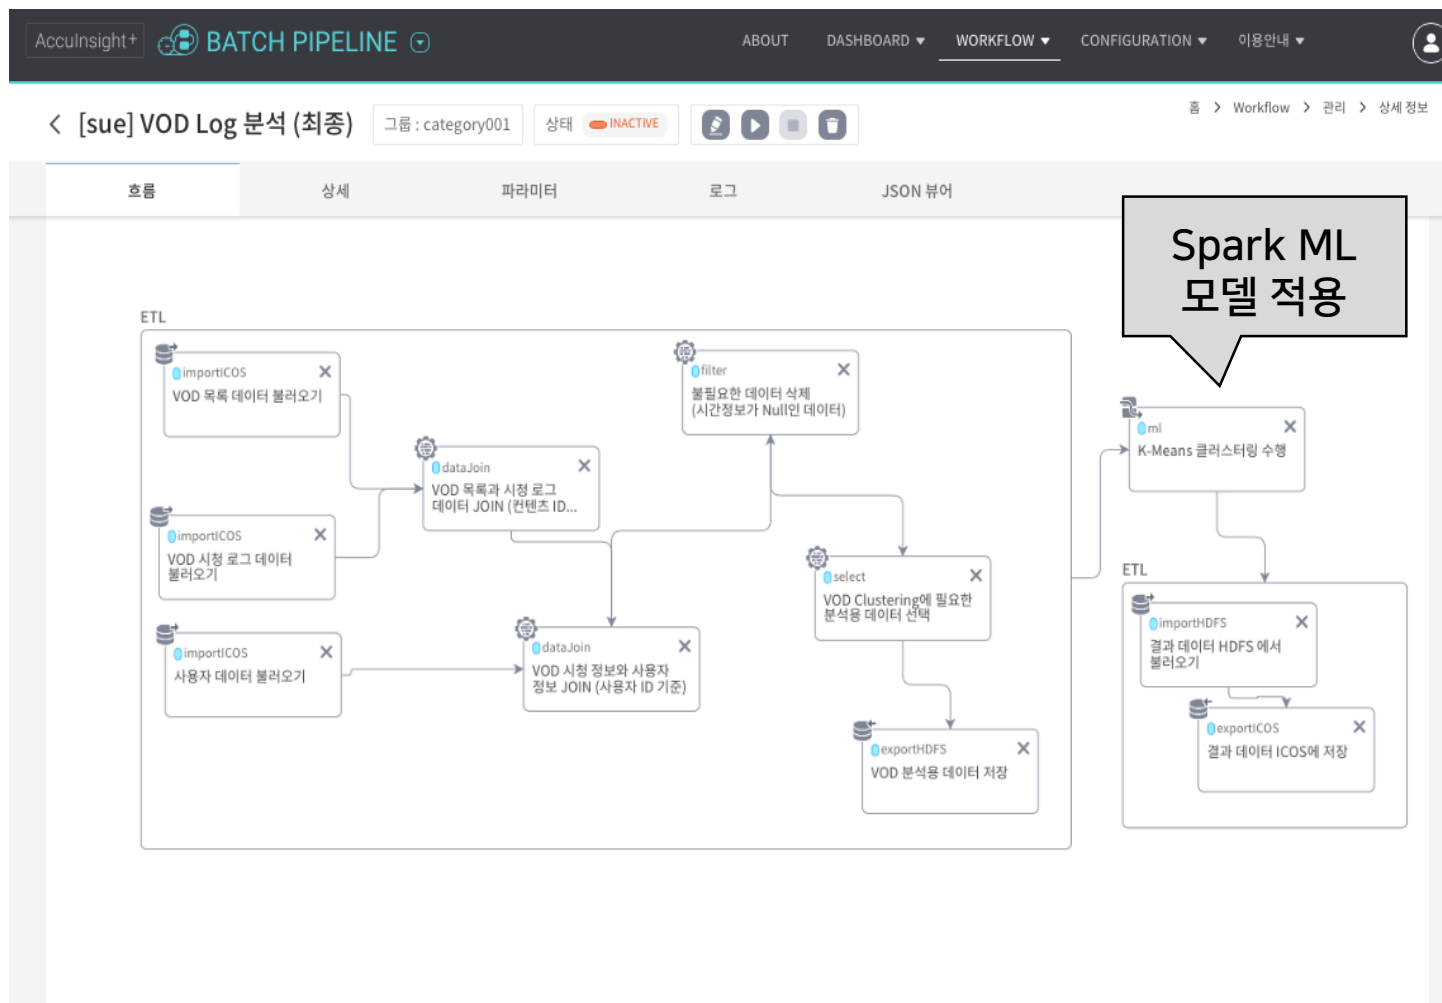 AccuInsight+
BATCH PIPELINE
ABOUT
DASHBOARD
WORKFLOW
CONFIGURATION
이용안내
[sue] VOD Log 분석 (최종)
그룹 : category001
상태
INACTIVE
홈 > Workflow > 관리 > 상세 정보
흐름
상세
파라미터
로그
JSON 뷰어
Spark ML
모델 적용
ETL
importICOS
VOD 목록 데이터 불러오기
importICOS
VOD 시청 로그 데이터
불러오기
importICOS
사용자 데이터 불러오기
dataJoin
VOD 목록과 시청 로그
데이터 JOIN (컨텐츠 ID...
dataJoin
VOD 시청 정보와 사용자
정보 JOIN (사용자 ID 기준)
filter
불필요한 데이터 삭제
(시간정보가 Null인 데이터)
select
VOD Clustering에 필요한
분석용 데이터 선택
exportHDFS
VOD 분석용 데이터 저장
ml
K-Means 클러스터링 수행
ETL
importHDFS
결과 데이터 HDFS 에서
불러오기
exportICOS
결과 데이터 ICOS에 저장